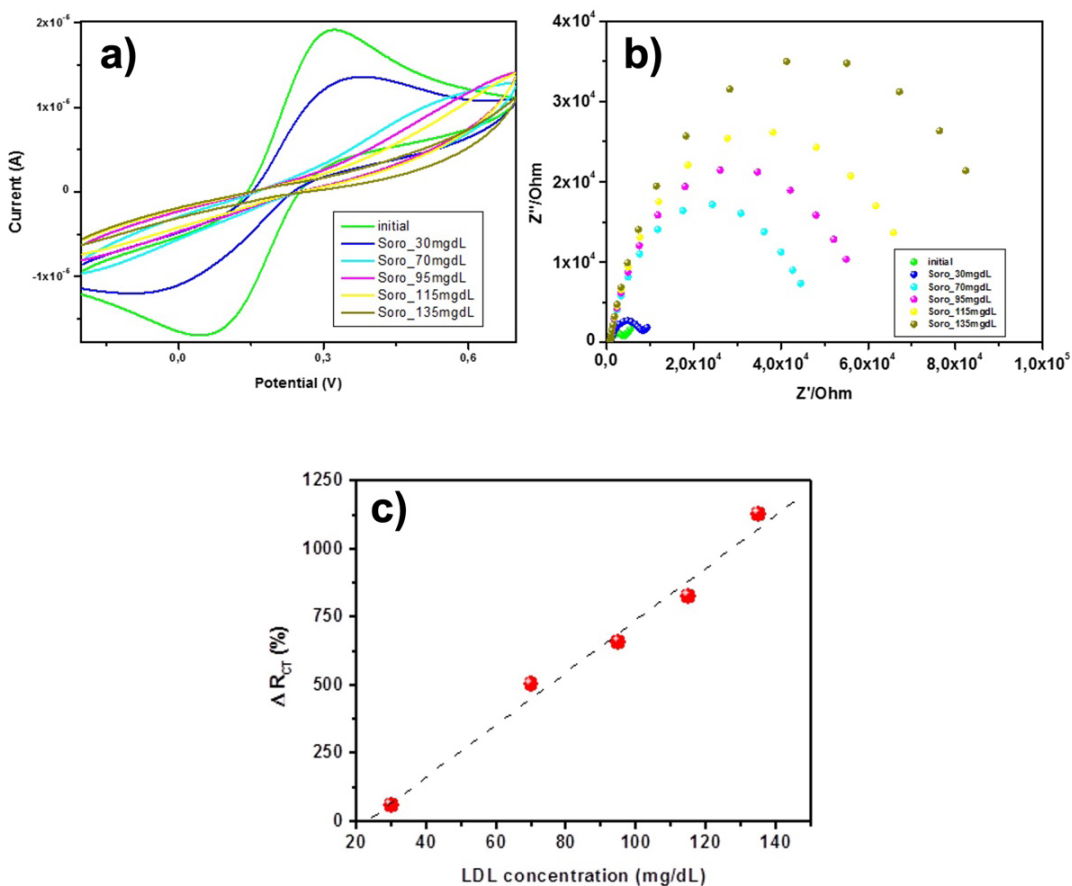 a)
2x10⁻⁶
1x10⁻⁶
0
-1x10⁻⁶
Current (A)
0,0
0,3
0,6
Potential (V)
initial
Soro_30mgdL
Soro_70mgdL
Soro_95mgdL
Soro_115mgdL
Soro_135mgdL
b)
4x10⁴
3x10⁴
2x10⁴
1x10⁴
0
Z''/Ohm
0,0
2,0x10⁴
4,0x10⁴
6,0x10⁴
8,0x10⁴
1,0x10⁵
Z'/Ohm
initial
Soro_30mgdL
Soro_70mgdL
Soro_95mgdL
Soro_115mgdL
Soro_135mgdL
c)
1250
1000
750
500
250
0
Δ R_CT (%)
20
40
60
80
100
120
140
LDL concentration (mg/dL)